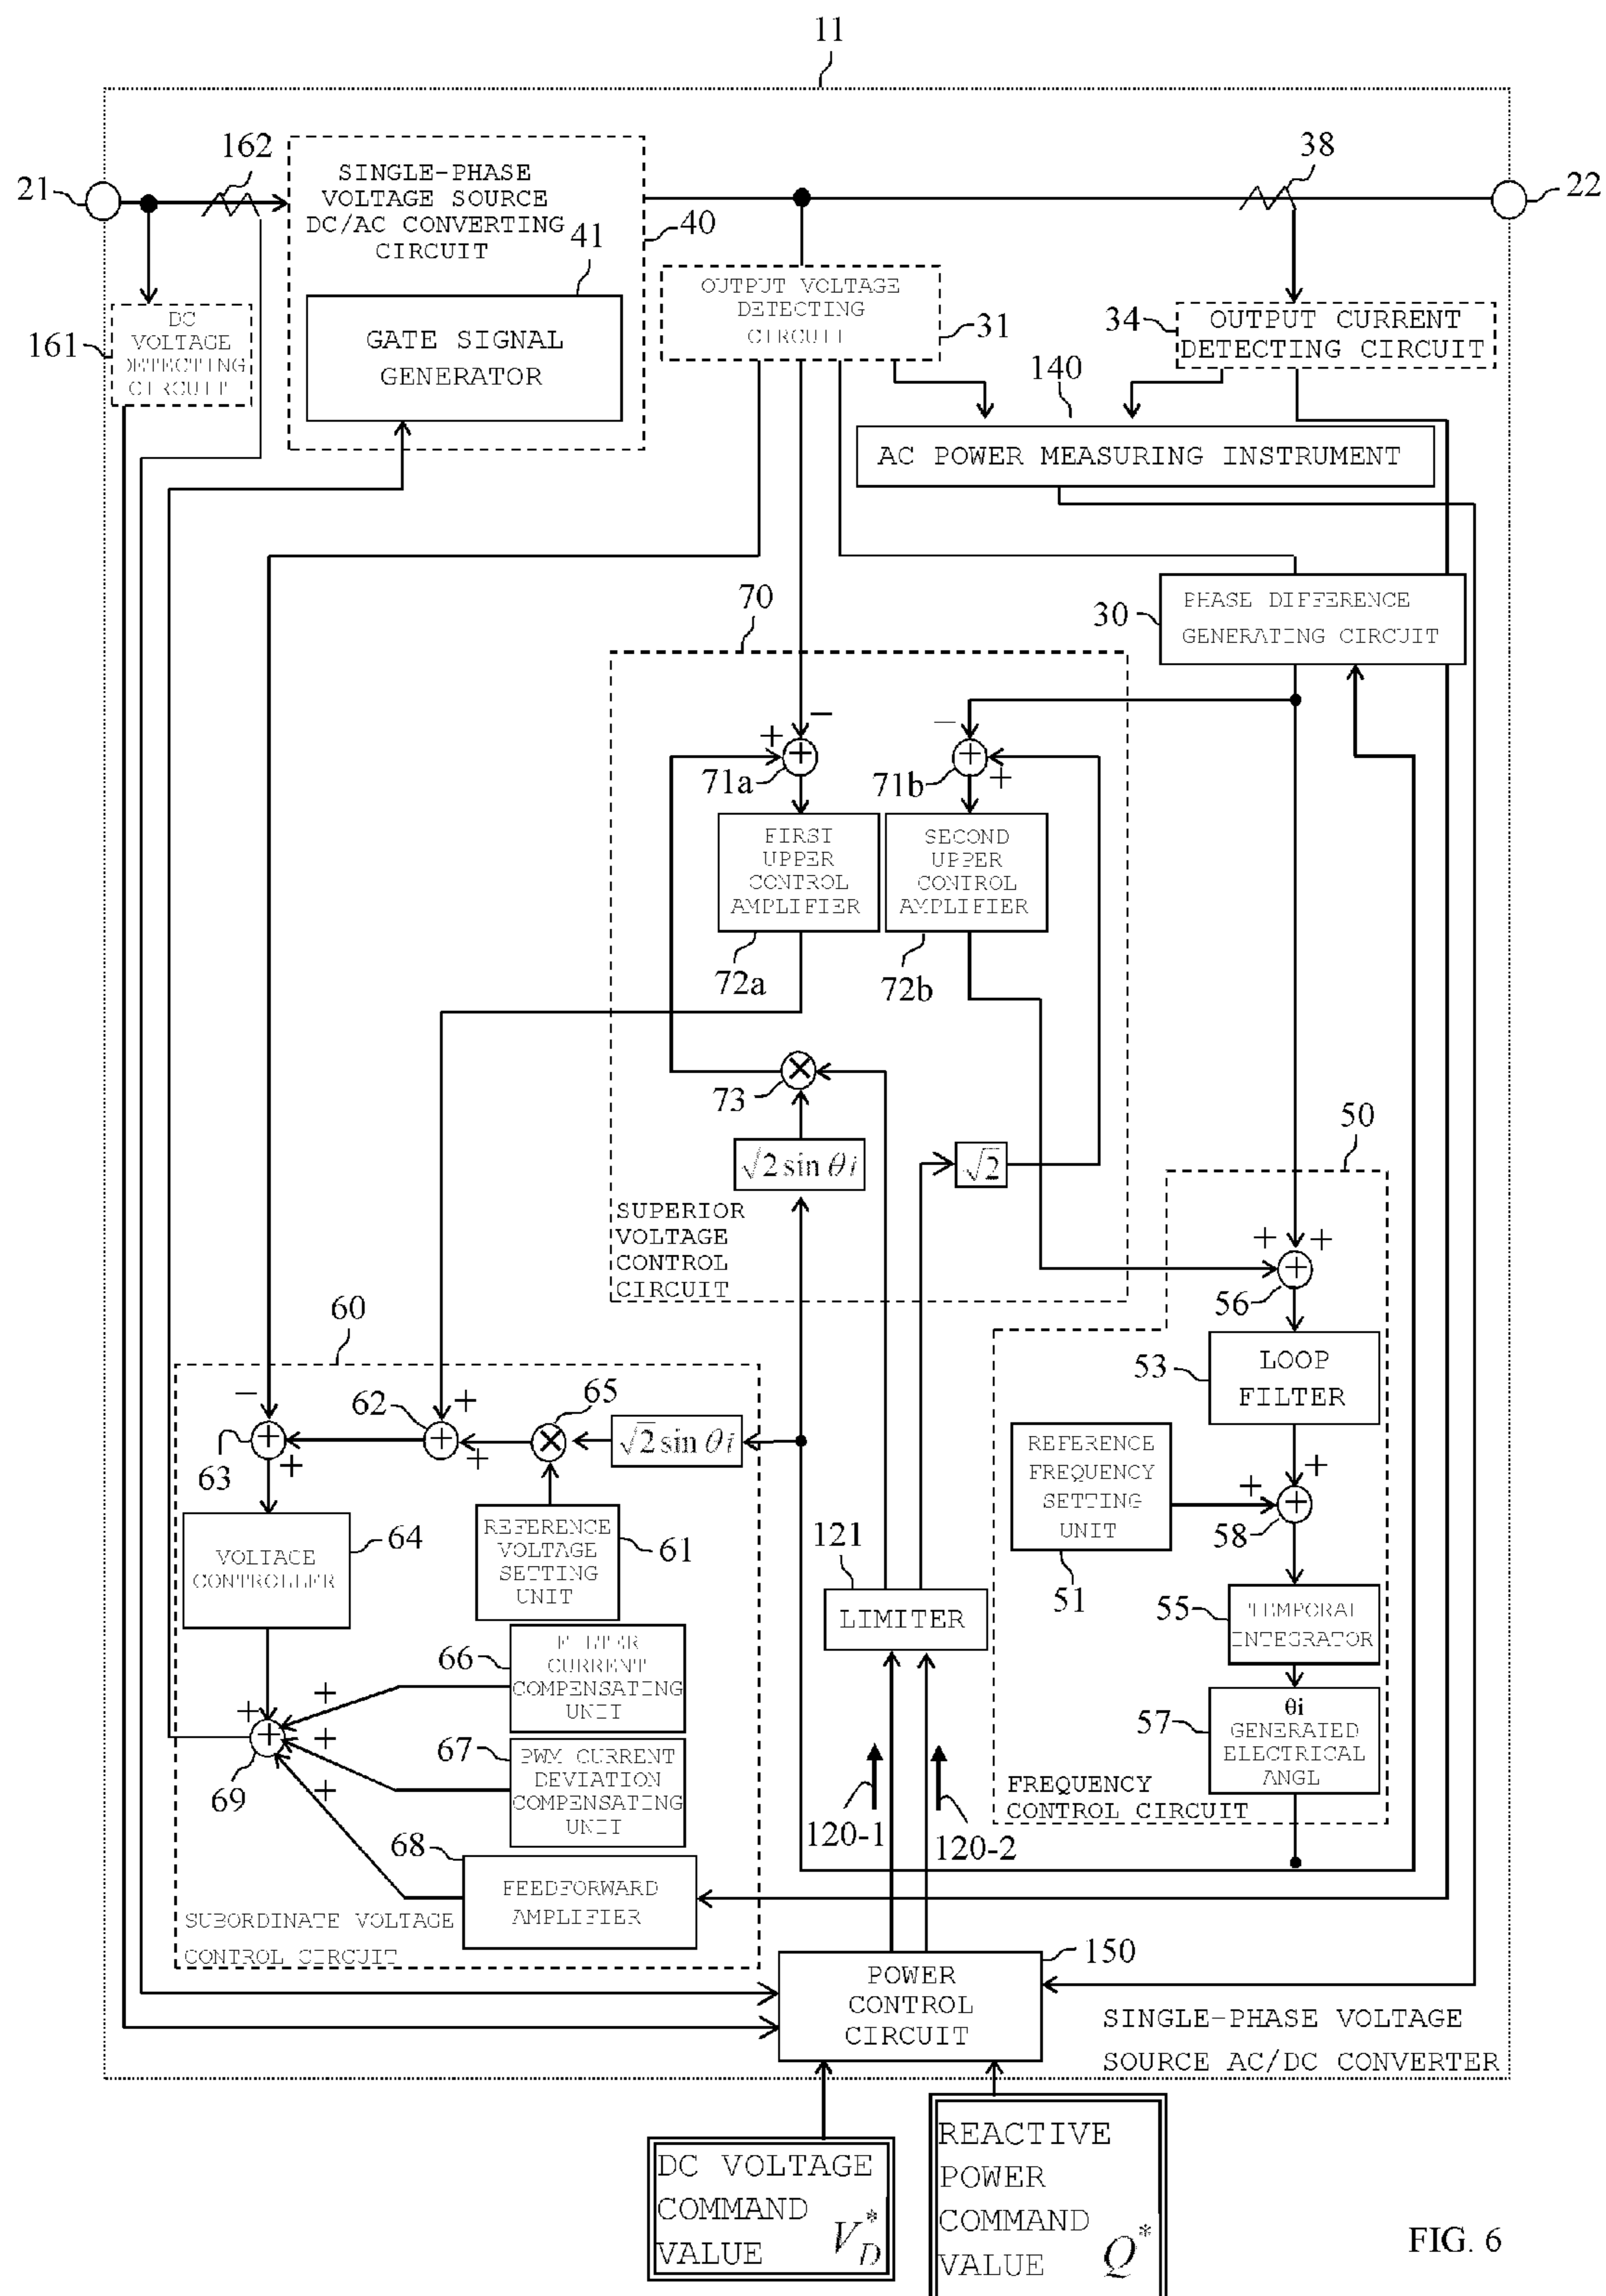 11
162
38
21
22
SINGLE-PHASE
VOLTAGE SOURCE
DC/AC CONVERTING
CIRCUIT
40
41
GATE SIGNAL
GENERATOR
OUTPUT VOLTAGE
DETECTING
CIRCUIT
31
34
OUTPUT CURRENT
DETECTING CIRCUIT
161
DC
VOLTAGE
DETECTING
CIRCUIT
140
AC POWER MEASURING INSTRUMENT
70
30
PHASE DIFFERENCE
GENERATING CIRCUIT
−
−
+
+
+
+
71a
71b
FIRST
UPPER
CONTROL
AMPLIFIER
SECOND
UPPER
CONTROL
AMPLIFIER
72a
72b
×
73
√2 sin θi
√2
50
SUPERIOR
VOLTAGE
CONTROL
CIRCUIT
+ +
+
56
60
53
LOOP
FILTER
−
+
65
62
63
+
+
×
√2 sin θi
+
+
REFERENCE
FREQUENCY
SETTING
UNIT
51
+
+
+
58
VOLTAGE
CONTROLLER
64
REFERENCE
VOLTAGE
SETTING
UNIT
61
121
LIMITER
55
TEMPORAL
INTEGRATOR
66
FILTER
CURRENT
COMPENSATING
UNIT
57
θi
GENERATED
ELECTRICAL
ANGL
+
+
+
+
+
69
67
PWM CURRENT
DEVIATION
COMPENSATING
UNIT
FREQUENCY
CONTROL CIRCUIT
120-1
120-2
68
FEEDFORWARD
AMPLIFIER
SUBORDINATE VOLTAGE
CONTROL CIRCUIT
150
POWER
CONTROL
CIRCUIT
SINGLE-PHASE VOLTAGE
SOURCE AC/DC CONVERTER
DC VOLTAGE
COMMAND
VALUE V*D
REACTIVE
POWER
COMMAND
VALUE Q*
FIG. 6